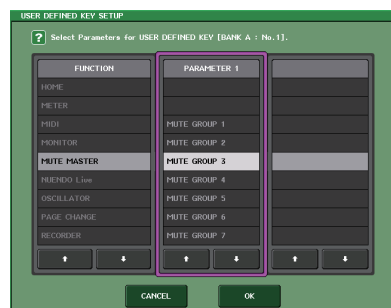 USER DEFINED KEY SETUP
? Select Parameters for USER DEFINED KEY [BANK A : No.1].
FUNCTION
HOME
METER
MIDI
MONITOR
MUTE MASTER
NUENDO Live
OSCILLATOR
PAGE CHANGE
RECORDER
PARAMETER 1
MUTE GROUP 1
MUTE GROUP 2
MUTE GROUP 3
MUTE GROUP 4
MUTE GROUP 5
MUTE GROUP 6
MUTE GROUP 7
CANCEL
OK